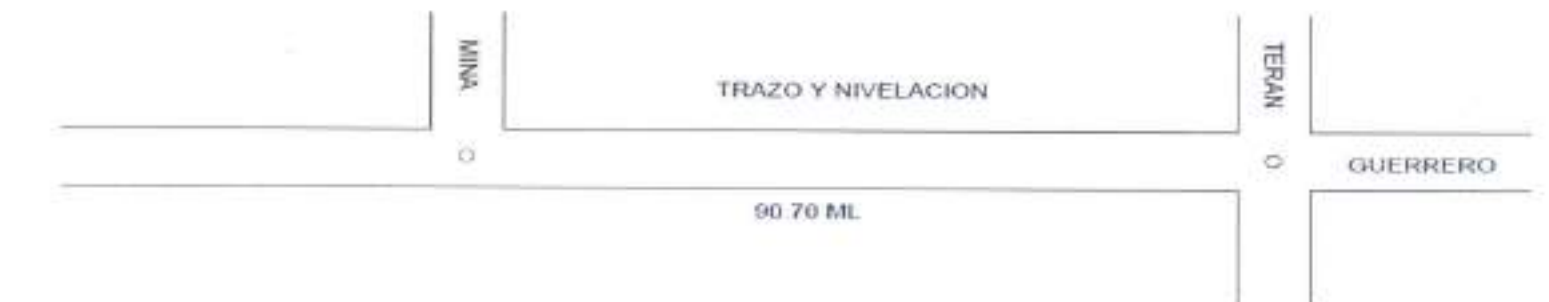 MINA
TRAZO Y NIVELACION
TERAN
GUERRERO
90.70 ML